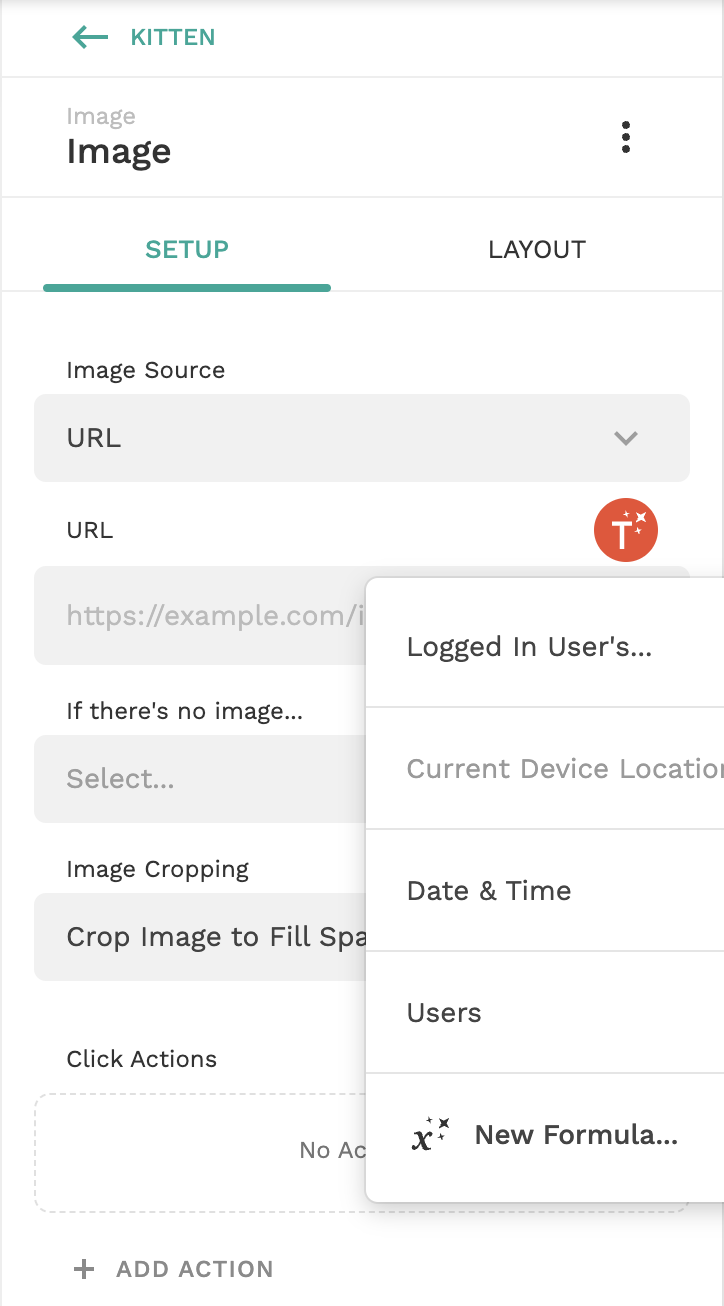 KITTEN
Image
Image
SETUP
LAYOUT
Image Source
URL
URL
T
https://example.com/i
Logged In User's...
If there's no image...
Current Device Location
Select...
Image Cropping
Date & Time
Crop Image to Fill Spa
Users
Click Actions
No Ac
x
New Formula...
+ ADD ACTION